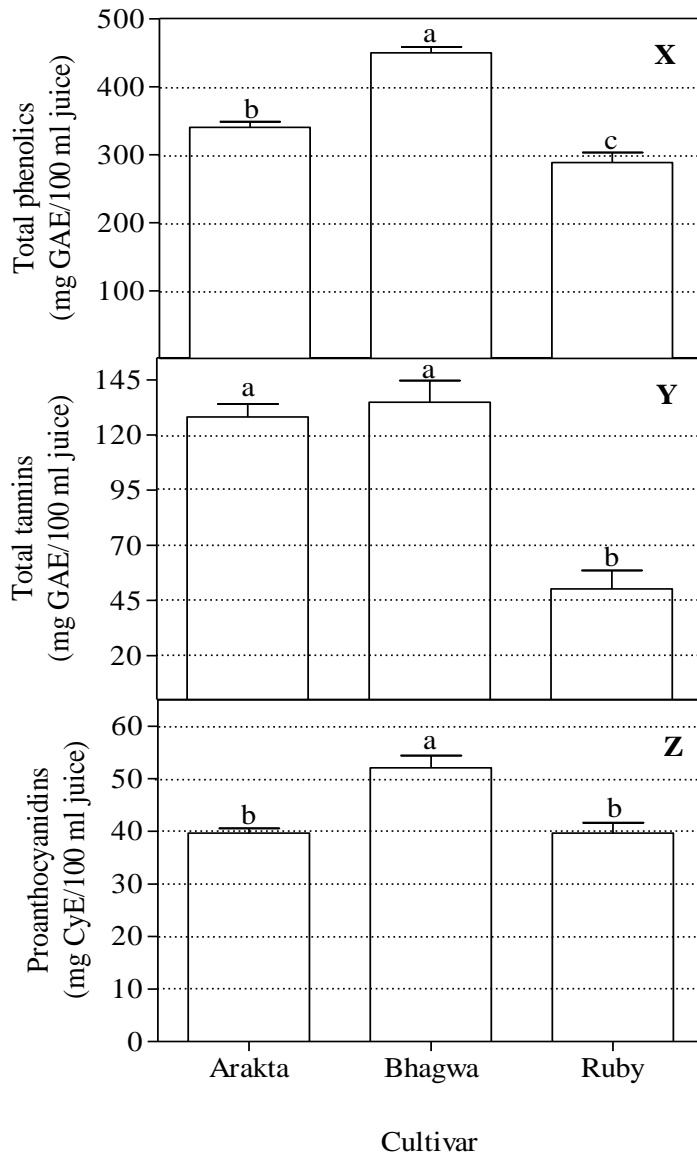 Total phenolics
(mg GAE/100 ml juice)
500
400
300
200
100
b
a
c
X
Total tannins
(mg GAE/100 ml juice)
145
120
95
70
45
20
a
a
b
Y
Proanthocyanidins
(mg CyE/100 ml juice)
60
50
40
30
20
10
0
b
a
b
Z
Arakta Bhagwa Ruby
Cultivar